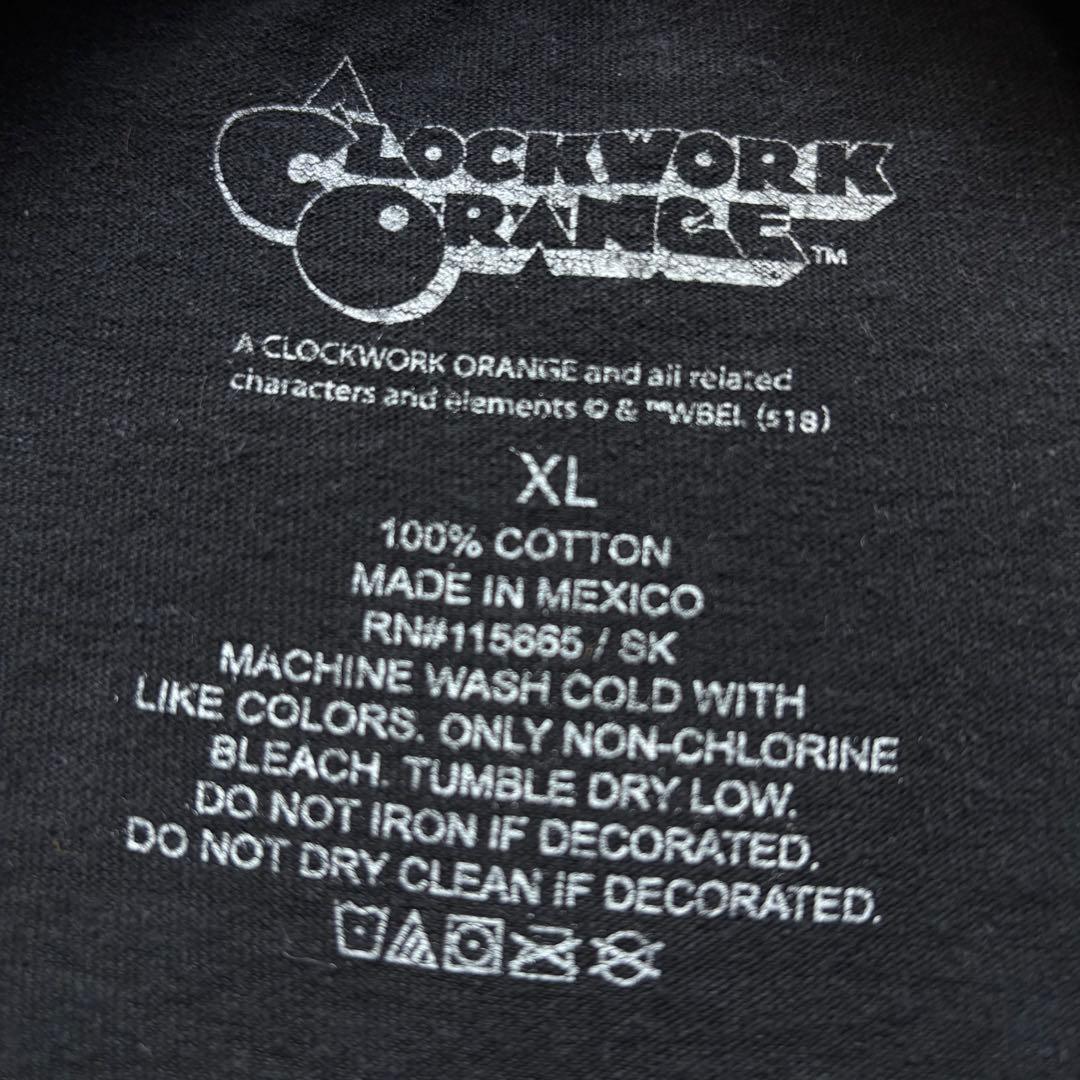 A CLOCKWORK
ORANGE™
A CLOCKWORK ORANGE and all related
characters and elements © & ™WBEI. (s18)
XL
100% COTTON
MADE IN MEXICO
RN#115665 / SK
MACHINE WASH COLD WITH
LIKE COLORS. ONLY NON-CHLORINE
BLEACH. TUMBLE DRY LOW.
DO NOT IRON IF DECORATED.
DO NOT DRY CLEAN IF DECORATED.